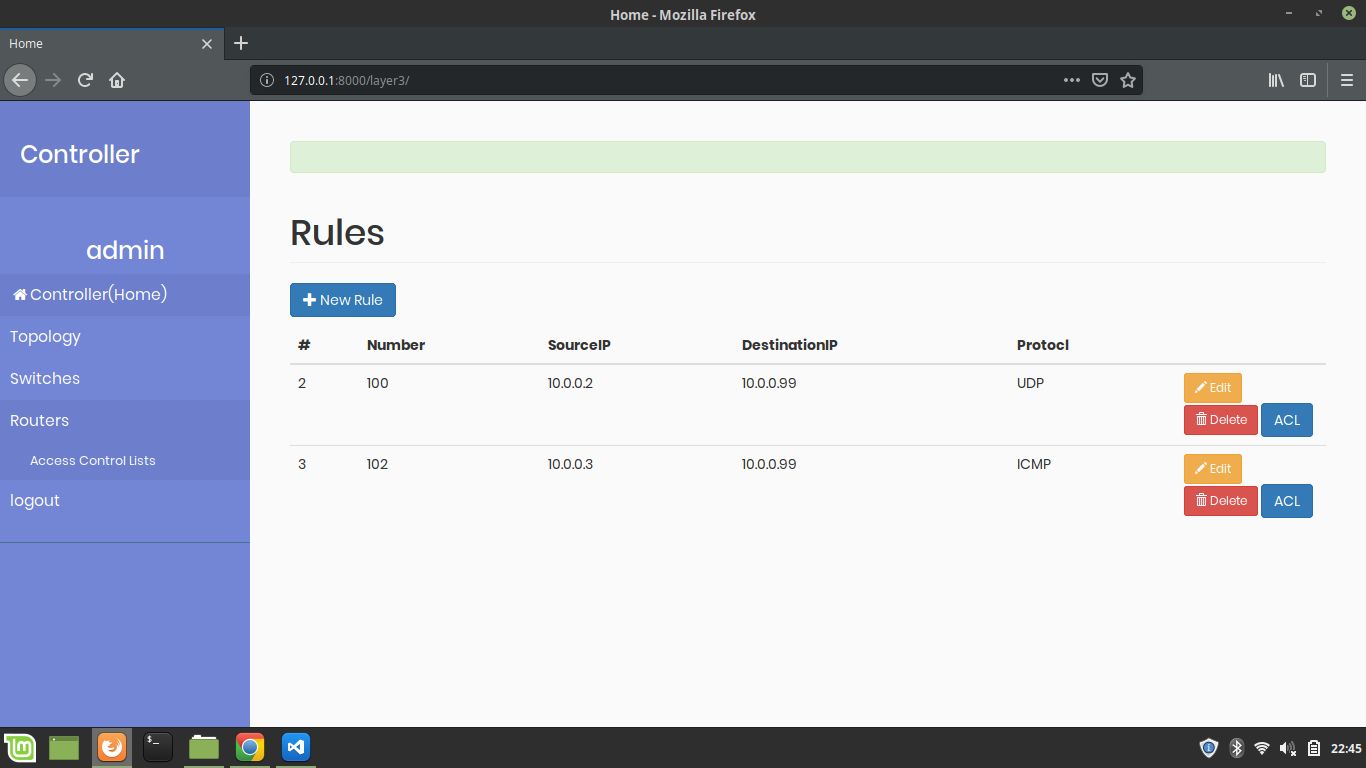 Home - Mozilla Firefox
Home
127.0.0.1:8000/layer3/
Controller
admin
Controller(Home)
Topology
Switches
Routers
Access Control Lists
logout
Rules
New Rule
# Number SourceIP DestinationIP Protocl
2 100 10.0.0.2 10.0.0.99 UDP Edit
Delete ACL
3 102 10.0.0.3 10.0.0.99 ICMP Edit
Delete ACL
$_
22:45